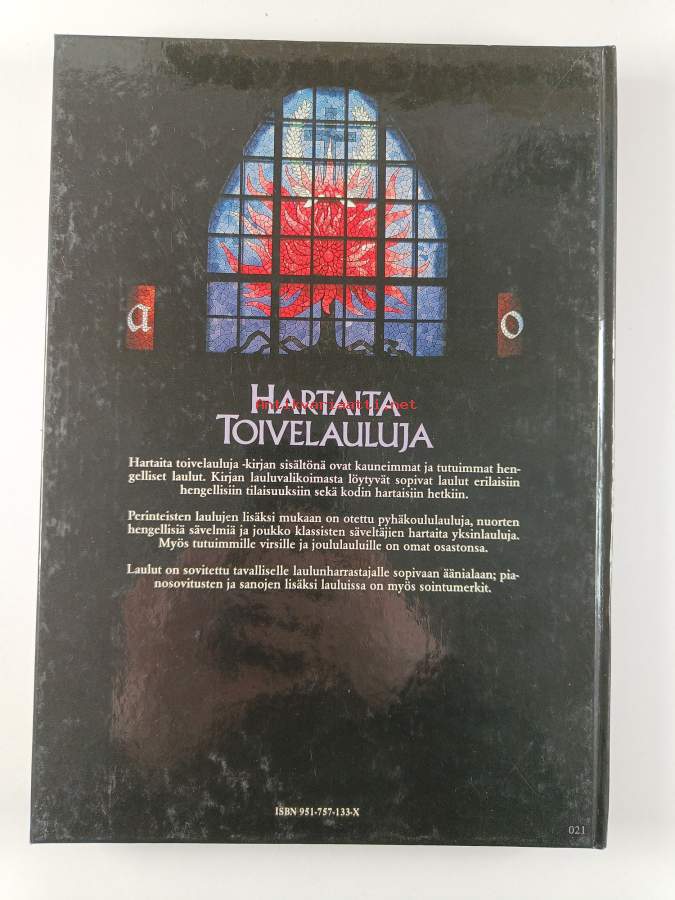 a
o
HARTAITA
Antikvariaatti.net
TOIVELAULUJA
Hartaita toivelauluja -kirjan sisältönä ovat kauneimmat ja tutuimmat hen-
gelliset laulut. Kirjan lauluvalikoimasta löytyvät sopivat laulut erilaisiin
hengellisiin tilaisuuksiin sekä kodin hartaisiin hetkiin.
Perinteisten laulujen lisäksi mukaan on otettu pyhäkoululauluja, nuorten
hengellisiä sävelmiä ja joukko klassisten säveltäjien hartaita yksinlauluja.
Myös tutuimmille virsille ja joululauluille on omat osastonsa.
Laulut on sovitettu tavalliselle laulunharrastajalle sopivaan äänialaan; pia-
nosovitusten ja sanojen lisäksi lauluissa on myös sointumerkit.
ISBN 951-757-133-X
021